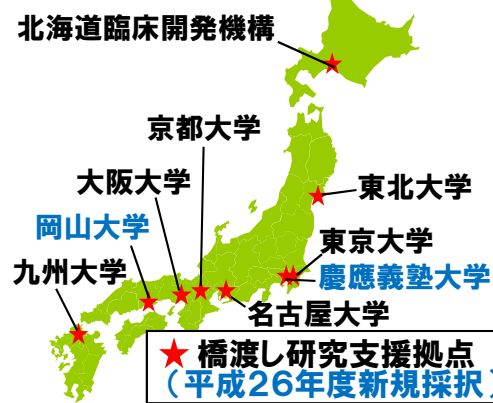 北海道臨床開発機構
京都大学
大阪大学
東北大学
岡山大学
東京大学
九州大学
慶應義塾大学
名古屋大学
★ 橋渡し研究支援拠点
(平成26年度新規採択)